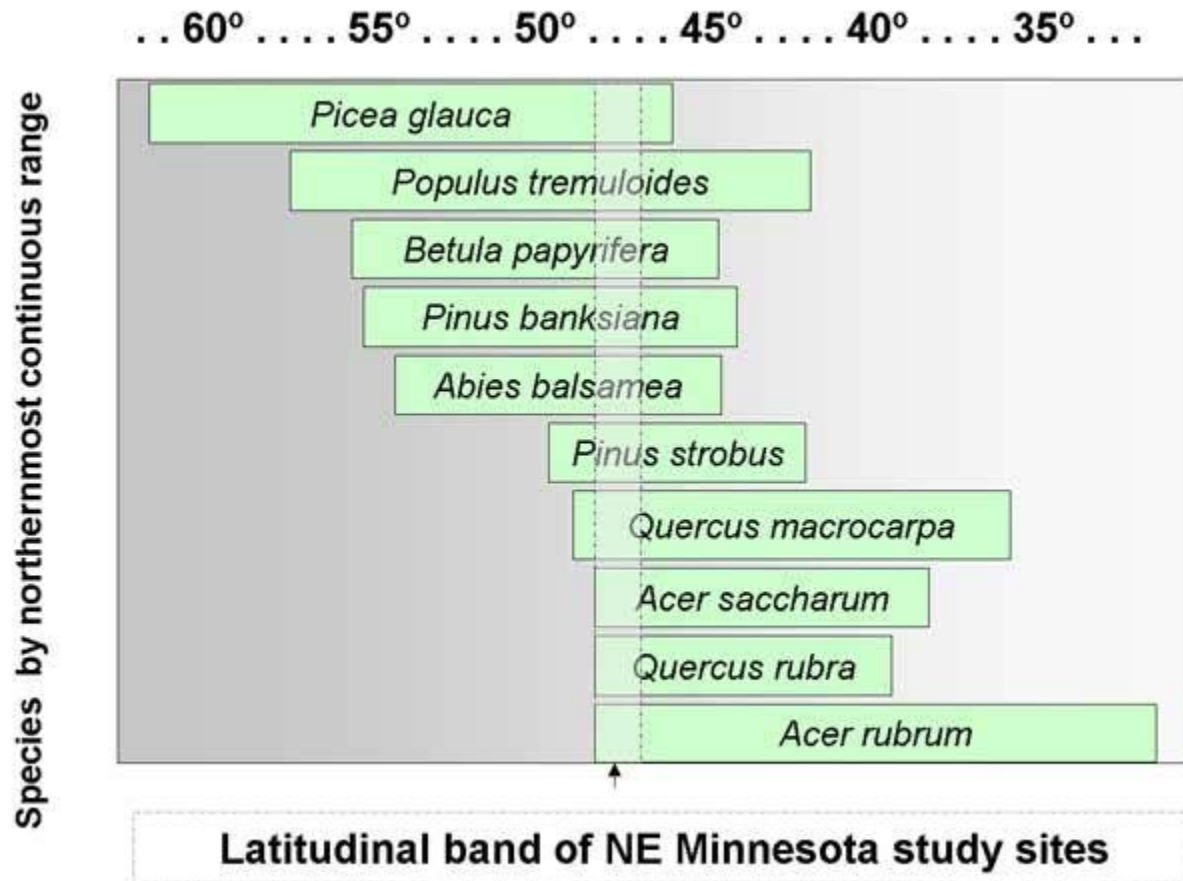 . . 60º . . . . 55º . . . . . 50º . . . . . 45º . . . . . 40º . . . . . 35º . . .
Species by northernmost continuous range
Picea glauca
Populus tremuloides
Betula papyrifera
Pinus banksiana
Abies balsamea
Pinus strobus
Quercus macrocarpa
Acer saccharum
Quercus rubra
Acer rubrum
Latitudinal band of NE Minnesota study sites